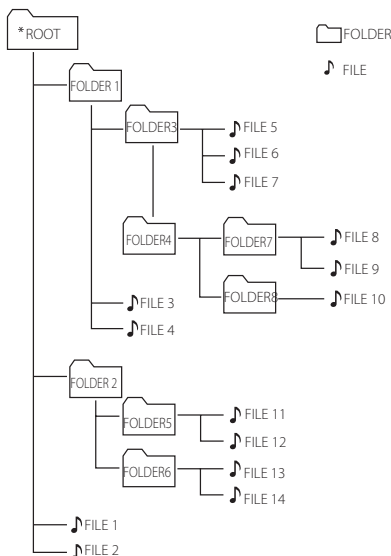 *ROOT
FOLDER
FILE
FOLDER 1
FOLDER3
FILE 5
FILE 6
FILE 7
FOLDER4
FOLDER7
FILE 8
FILE 9
FOLDER8
FILE 10
FILE 3
FILE 4
FOLDER 2
FOLDER5
FILE 11
FILE 12
FOLDER6
FILE 13
FILE 14
FILE 1
FILE 2